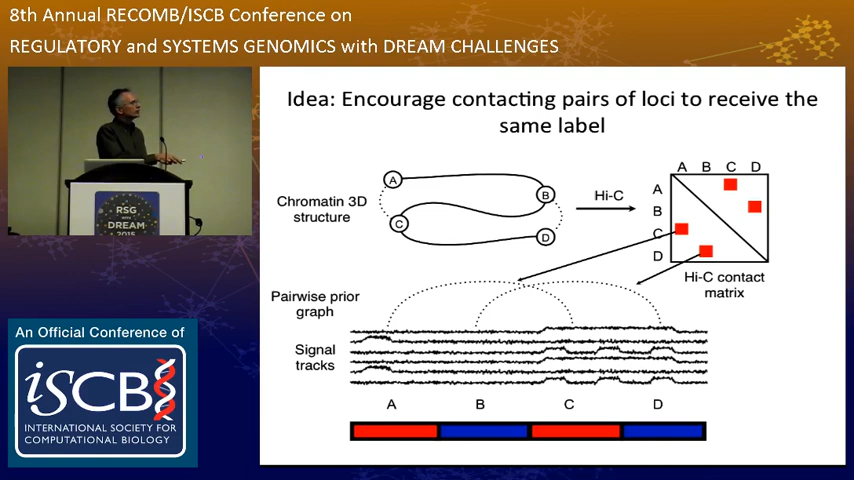 8th Annual RECOMB/ISCB Conference on
REGULATORY and SYSTEMS GENOMICS with DREAM CHALLENGES
RSG
with
DREAM
2015
An Official Conference of
iSCB
INTERNATIONAL SOCIETY FOR
COMPUTATIONAL BIOLOGY
Idea: Encourage contacting pairs of loci to receive the
same label
Chromatin 3D
structure
A
B
C
D
Hi-C
A B C D
A
B
C
D
Hi-C contact
matrix
Pairwise prior
graph
Signal
tracks
A B C D